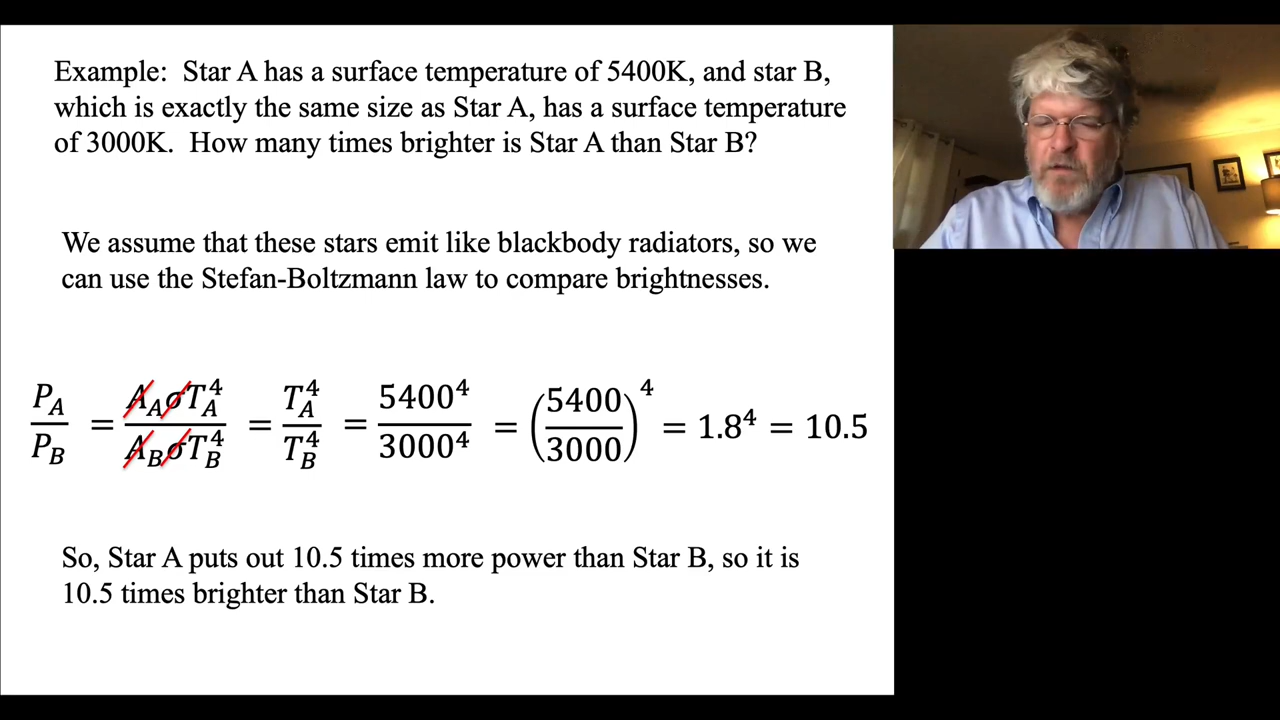 Example:  Star A has a surface temperature of 5400K, and star B,
which is exactly the same size as Star A, has a surface temperature
of 3000K.  How many times brighter is Star A than Star B?
We assume that these stars emit like blackbody radiators, so we
can use the Stefan-Boltzmann law to compare brightnesses.
P_A/P_B = A_AσT_A^4/A_BσT_B^4 = T_A^4/T_B^4 = 5400^4/3000^4 = (5400/3000)^4 = 1.8^4 = 10.5
So, Star A puts out 10.5 times more power than Star B, so it is
10.5 times brighter than Star B.